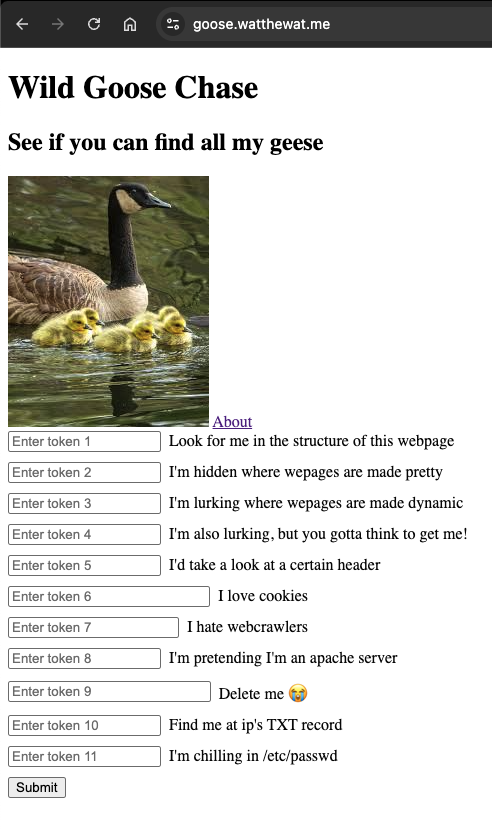 goose.watthewat.me
Wild Goose Chase
See if you can find all my geese
About
Enter token 1 Look for me in the structure of this webpage
Enter token 2 I'm hidden where wepages are made pretty
Enter token 3 I'm lurking where wepages are made dynamic
Enter token 4 I'm also lurking, but you gotta think to get me!
Enter token 5 I'd take a look at a certain header
Enter token 6 I love cookies
Enter token 7 I hate webcrawlers
Enter token 8 I'm pretending I'm an apache server
Enter token 9 Delete me 😭
Enter token 10 Find me at ip's TXT record
Enter token 11 I'm chilling in /etc/passwd
Submit